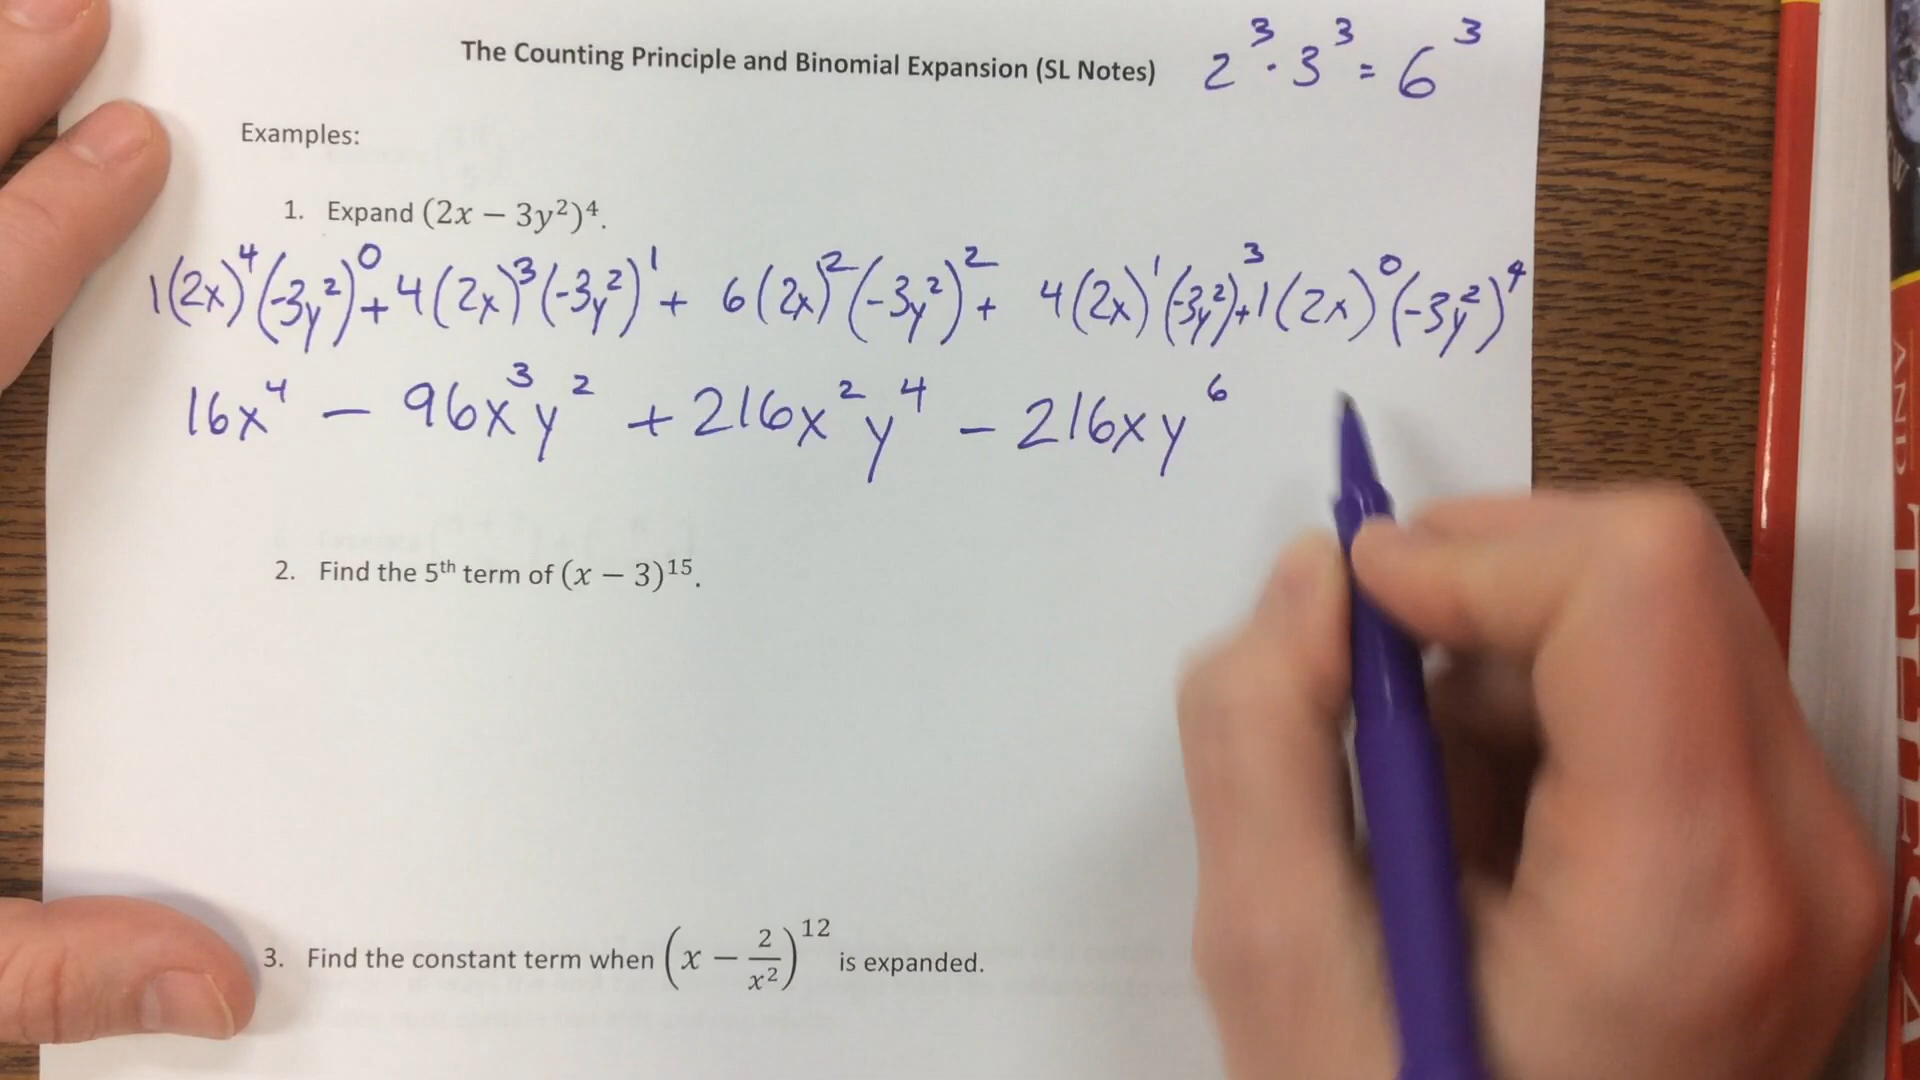 The Counting Principle and Binomial Expansion (SL Notes) 2³ · 3³ = 6³
Examples:
1. Expand (2x − 3y²)⁴.
1(2x)⁴(-3y²)⁰ + 4(2x)³(-3y²)¹ + 6(2x)²(-3y²)² + 4(2x)¹(-3y²)³ + 1(2x)⁰(-3y²)⁴
16x⁴ − 96x³y² + 216x²y⁴ − 216xy⁶
2. Find the 5th term of (x − 3)¹⁵.
3. Find the constant term when (x − 2/x²)¹² is expanded.
AND